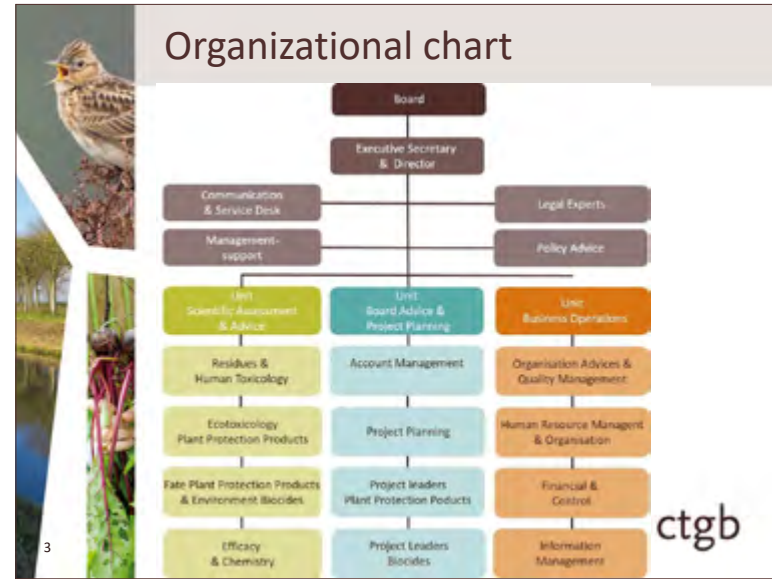 Organizational chart
Board
Executive Secretary
& Director
Communication
& Service Desk
Legal Experts
Management-
support
Policy Advice
Unit
Scientific Assessment
& Advice
Unit
Board Advice &
Project Planning
Unit
Business Operations
Residues &
Human Toxicology
Account Management
Organisation Advices &
Quality Management
Ecotoxicology
Plant Protection Products
Project Planning
Human Resource Managent
& Organisation
Fate Plant Protection Products
& Environment Biocides
Project leaders
Plant Protection Poducts
Financial &
Control
Efficacy
& Chemistry
Project Leaders
Biocides
Information
Management
ctgb
3